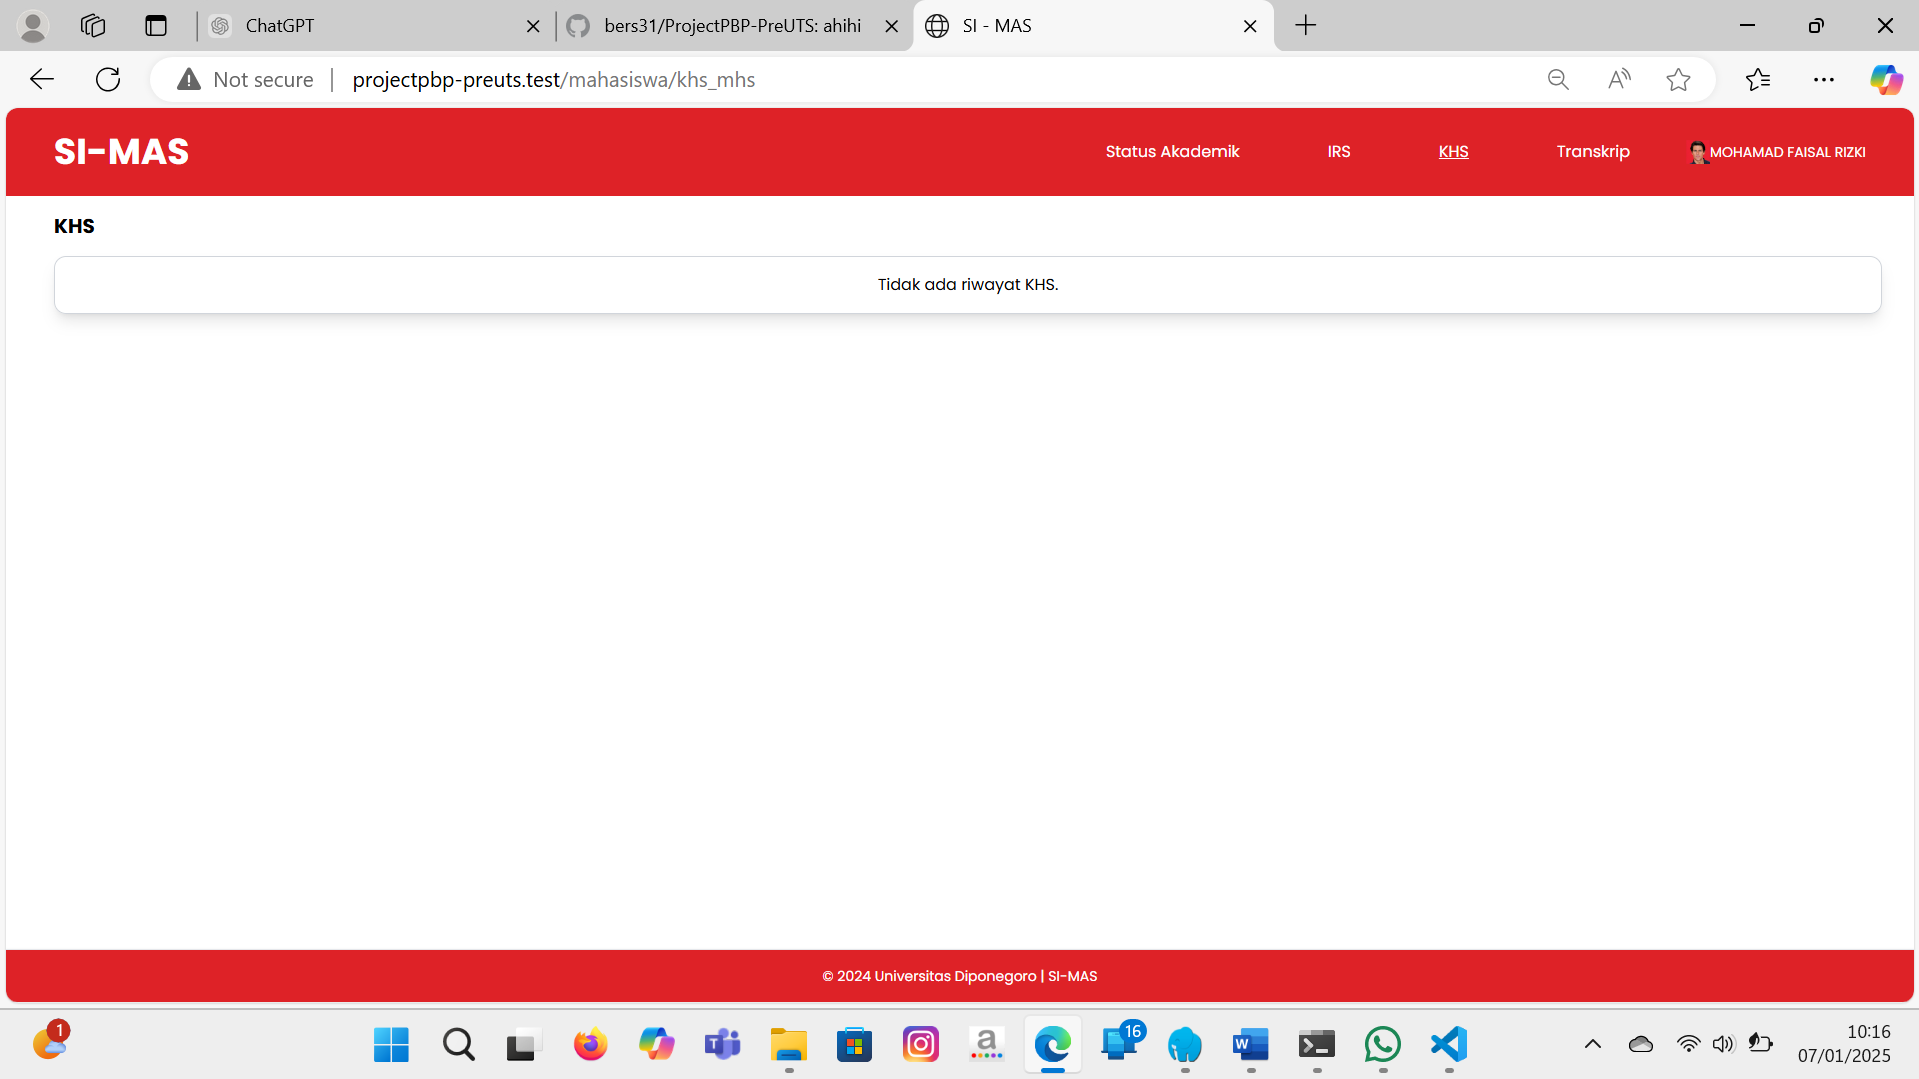 ChatGPT
bers31/ProjectPBP-PreUTS: ahihi
SI - MAS
Not secure
projectpbp-preuts.test/mahasiswa/khs_mhs
SI-MAS
Status Akademik
IRS
KHS
Transkrip
MOHAMAD FAISAL RIZKI
KHS
Tidak ada riwayat KHS.
© 2024 Universitas Diponegoro | SI-MAS
1
16
10:16
07/01/2025